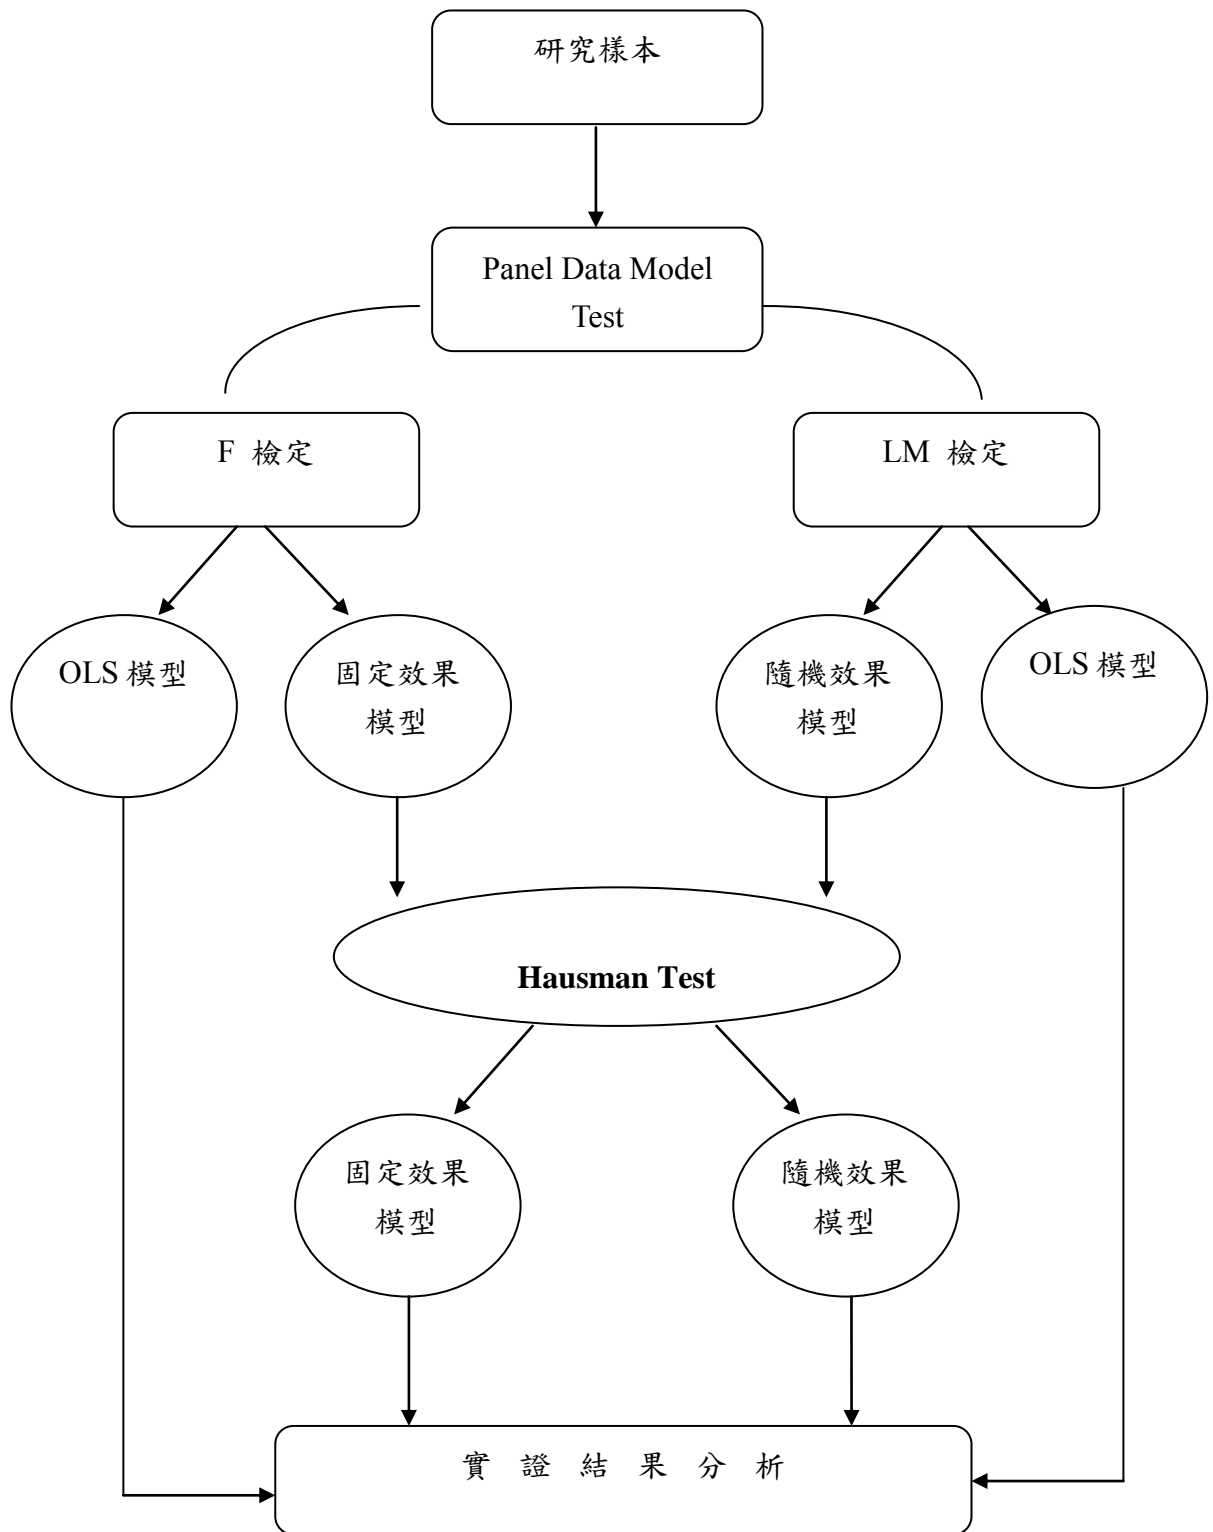 研究樣本
Panel Data Model
Test
F 檢定
LM 檢定
OLS 模型
固定效果
模型
隨機效果
模型
OLS 模型
Hausman Test
固定效果
模型
隨機效果
模型
實 證 結 果 分 析